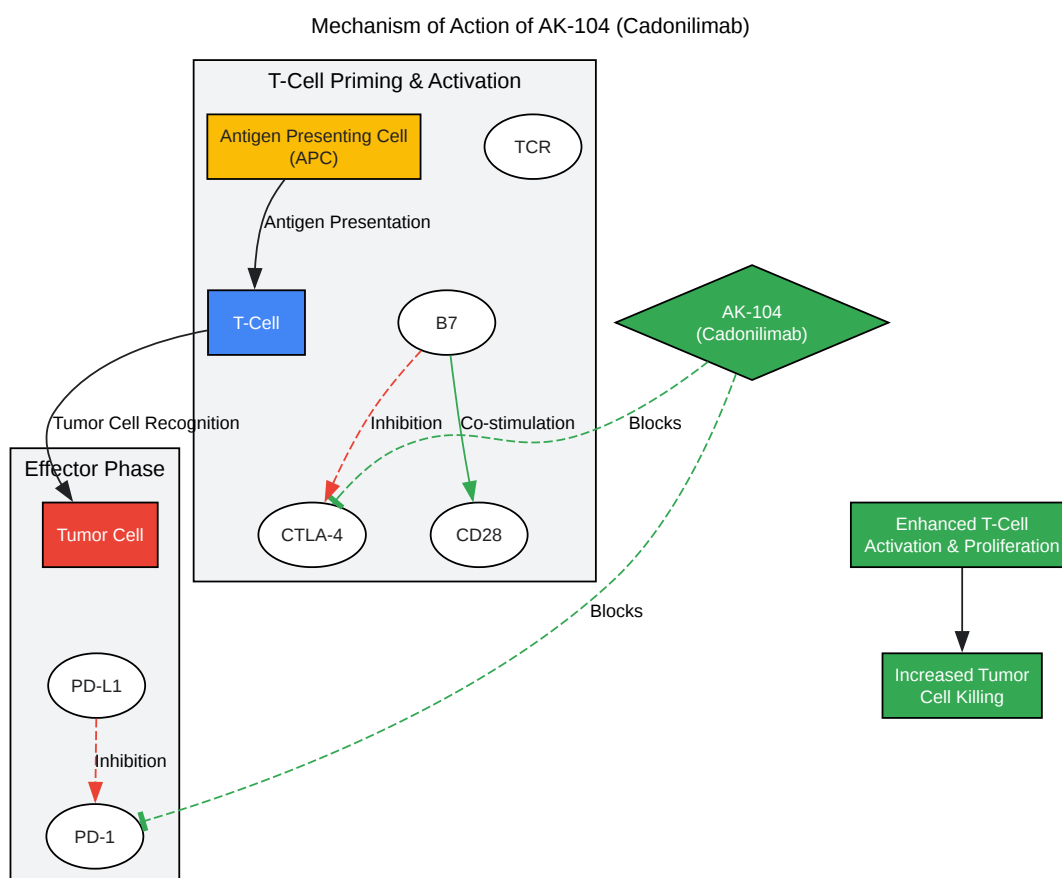 Mechanism of Action of AK-104 (Cadonilimab)
T-Cell Priming & Activation
Antigen Presenting Cell
(APC)
TCR
Antigen Presentation
T-Cell
B7
AK-104
(Cadonilimab)
Tumor Cell Recognition
Inhibition
Co-stimulation
Blocks
Effector Phase
Tumor Cell
CTLA-4
CD28
Enhanced T-Cell
Activation & Proliferation
Blocks
PD-L1
Increased Tumor
Cell Killing
Inhibition
PD-1